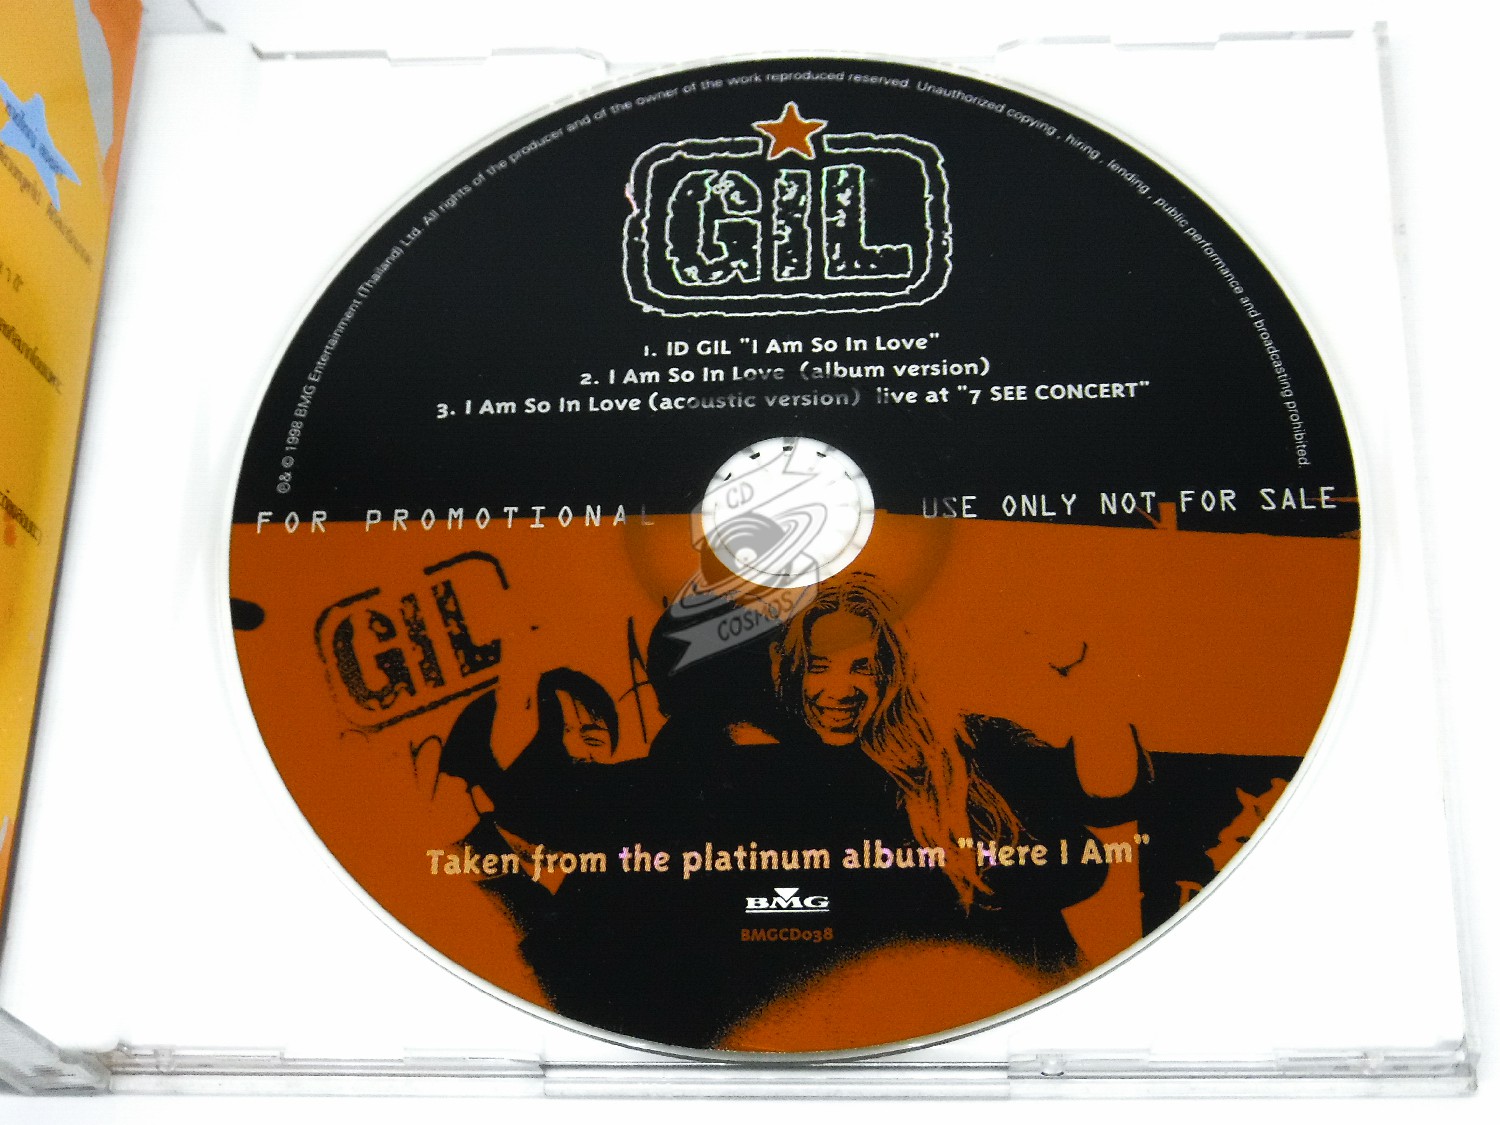 ℗ & © 1998 BMG Entertainment (Thailand) Ltd. All rights of the producer and of the owner of the work reproduced reserved. Unauthorized copying , hiring , lending , public performance and broadcasting prohibited.
GIL
1. ID GIL "I Am So In Love"
2. I Am So In Love (album version)
3. I Am So In Love (acoustic version) live at "7 SEE CONCERT"
FOR PROMOTIONAL USE ONLY NOT FOR SALE
CD
COSMOS
GIL
Taken from the platinum album "Here I Am"
BMG
BMGCD038